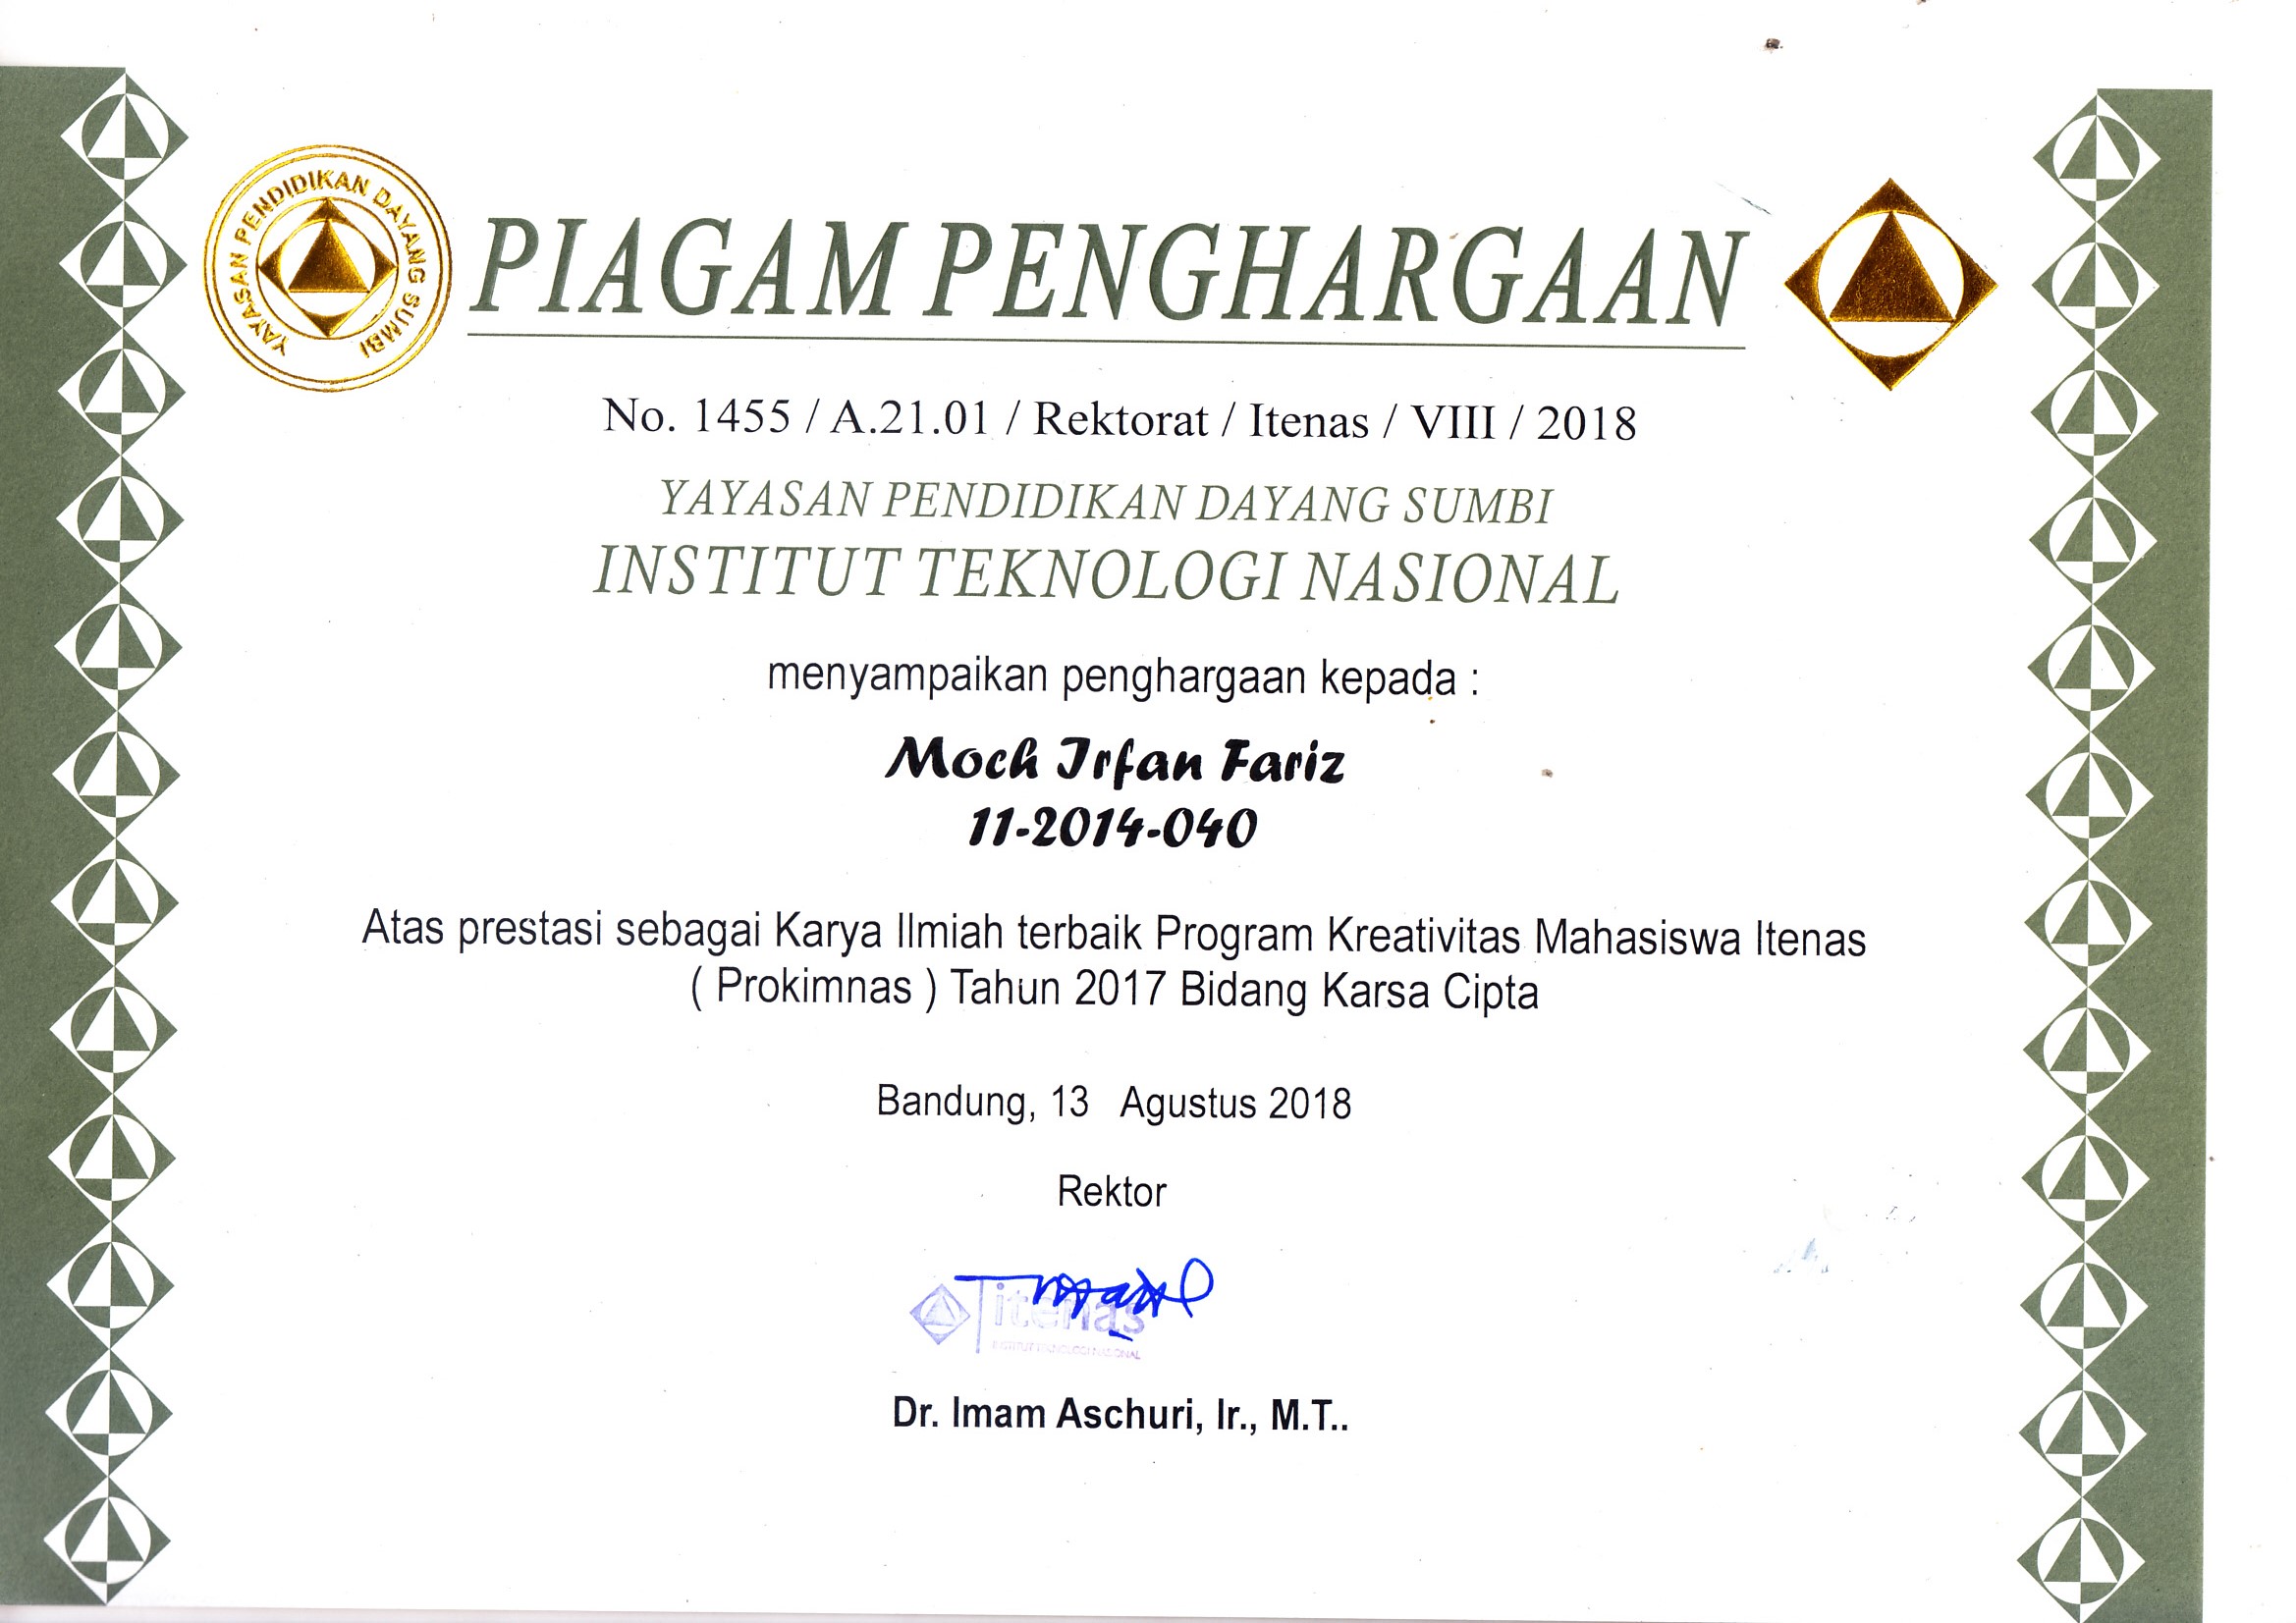 YAYASAN PENDIDIKAN DAYANG SUMBI
PIAGAM PENGHARGAAN
No. 1455 / A.21.01 / Rektorat / Itenas / VIII / 2018
YAYASAN PENDIDIKAN DAYANG SUMBI
INSTITUT TEKNOLOGI NASIONAL
menyampaikan penghargaan kepada :
Moch Irfan Fariz
11-2014-040
Atas prestasi sebagai Karya Ilmiah terbaik Program Kreativitas Mahasiswa Itenas
( Prokimnas ) Tahun 2017 Bidang Karsa Cipta
Bandung, 13 Agustus 2018
Rektor
itenas
INSTITUT TEKNOLOGI NASIONAL
Dr. Imam Aschuri, Ir., M.T..